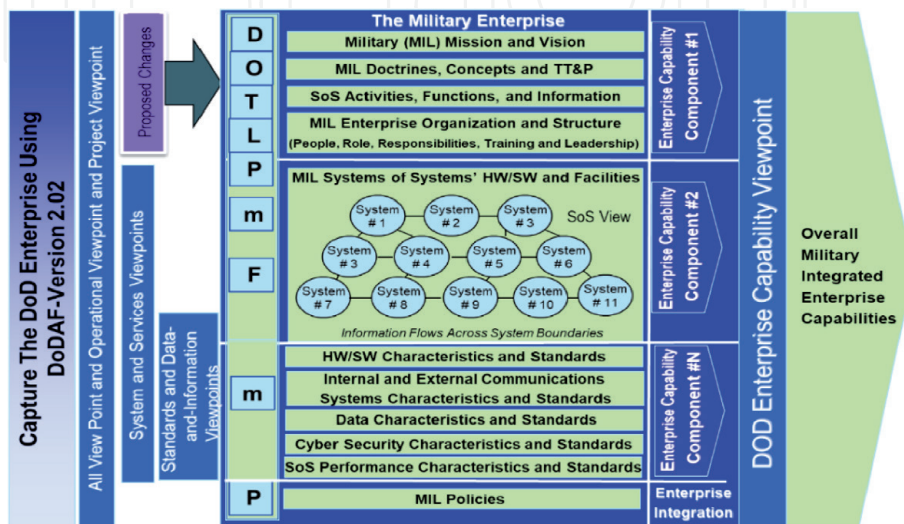 Capture The DoD Enterprise Using
DoDAF-Version 2.02
All View Point and Operational Viewpoint and Project Viewpoint
Proposed Changes
System and Services Viewpoints
Standards and Data-
and-Information
Viewpoints
D
O
T
L
P
m
F
m
P
The Military Enterprise
Military (MIL) Mission and Vision
MIL Doctrines, Concepts and TT&P
SoS Activities, Functions, and Information
MIL Enterprise Organization and Structure
(People, Role, Responsibilities, Training and Leadership)
MIL Systems of Systems' HW/SW and Facilities
SoS View
System
# 1
System
# 2
System
# 3
System
# 3
System
# 4
System
# 5
System
# 6
System
# 7
System
# 8
System
# 9
System
# 10
System
# 11
Information Flows Across System Boundaries
HW/SW Characteristics and Standards
Internal and External Communications
Systems Characteristics and Standards
Data Characteristics and Standards
Cyber Security Characteristics and Standards
SoS Performance Characteristics and Standards
MIL Policies
Enterprise Capability
Component #1
Enterprise Capability
Component #2
Enterprise Capability
Component #N
Enterprise
Integration
DOD Enterprise Capability Viewpoint
Overall
Military
Integrated
Enterprise
Capabilities